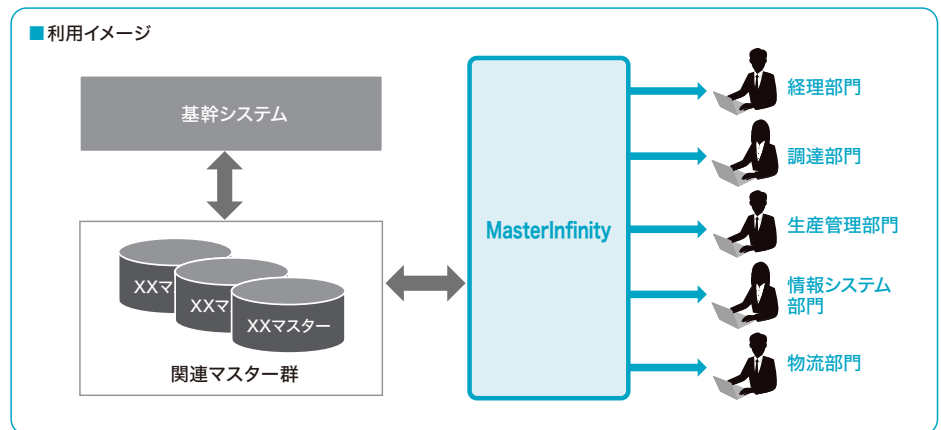 ■利用イメージ
基幹システム
XXマ
XXマ
XXマスター
関連マスター群
MasterInfinity
経理部門
調達部門
生産管理部門
情報システム
部門
物流部門